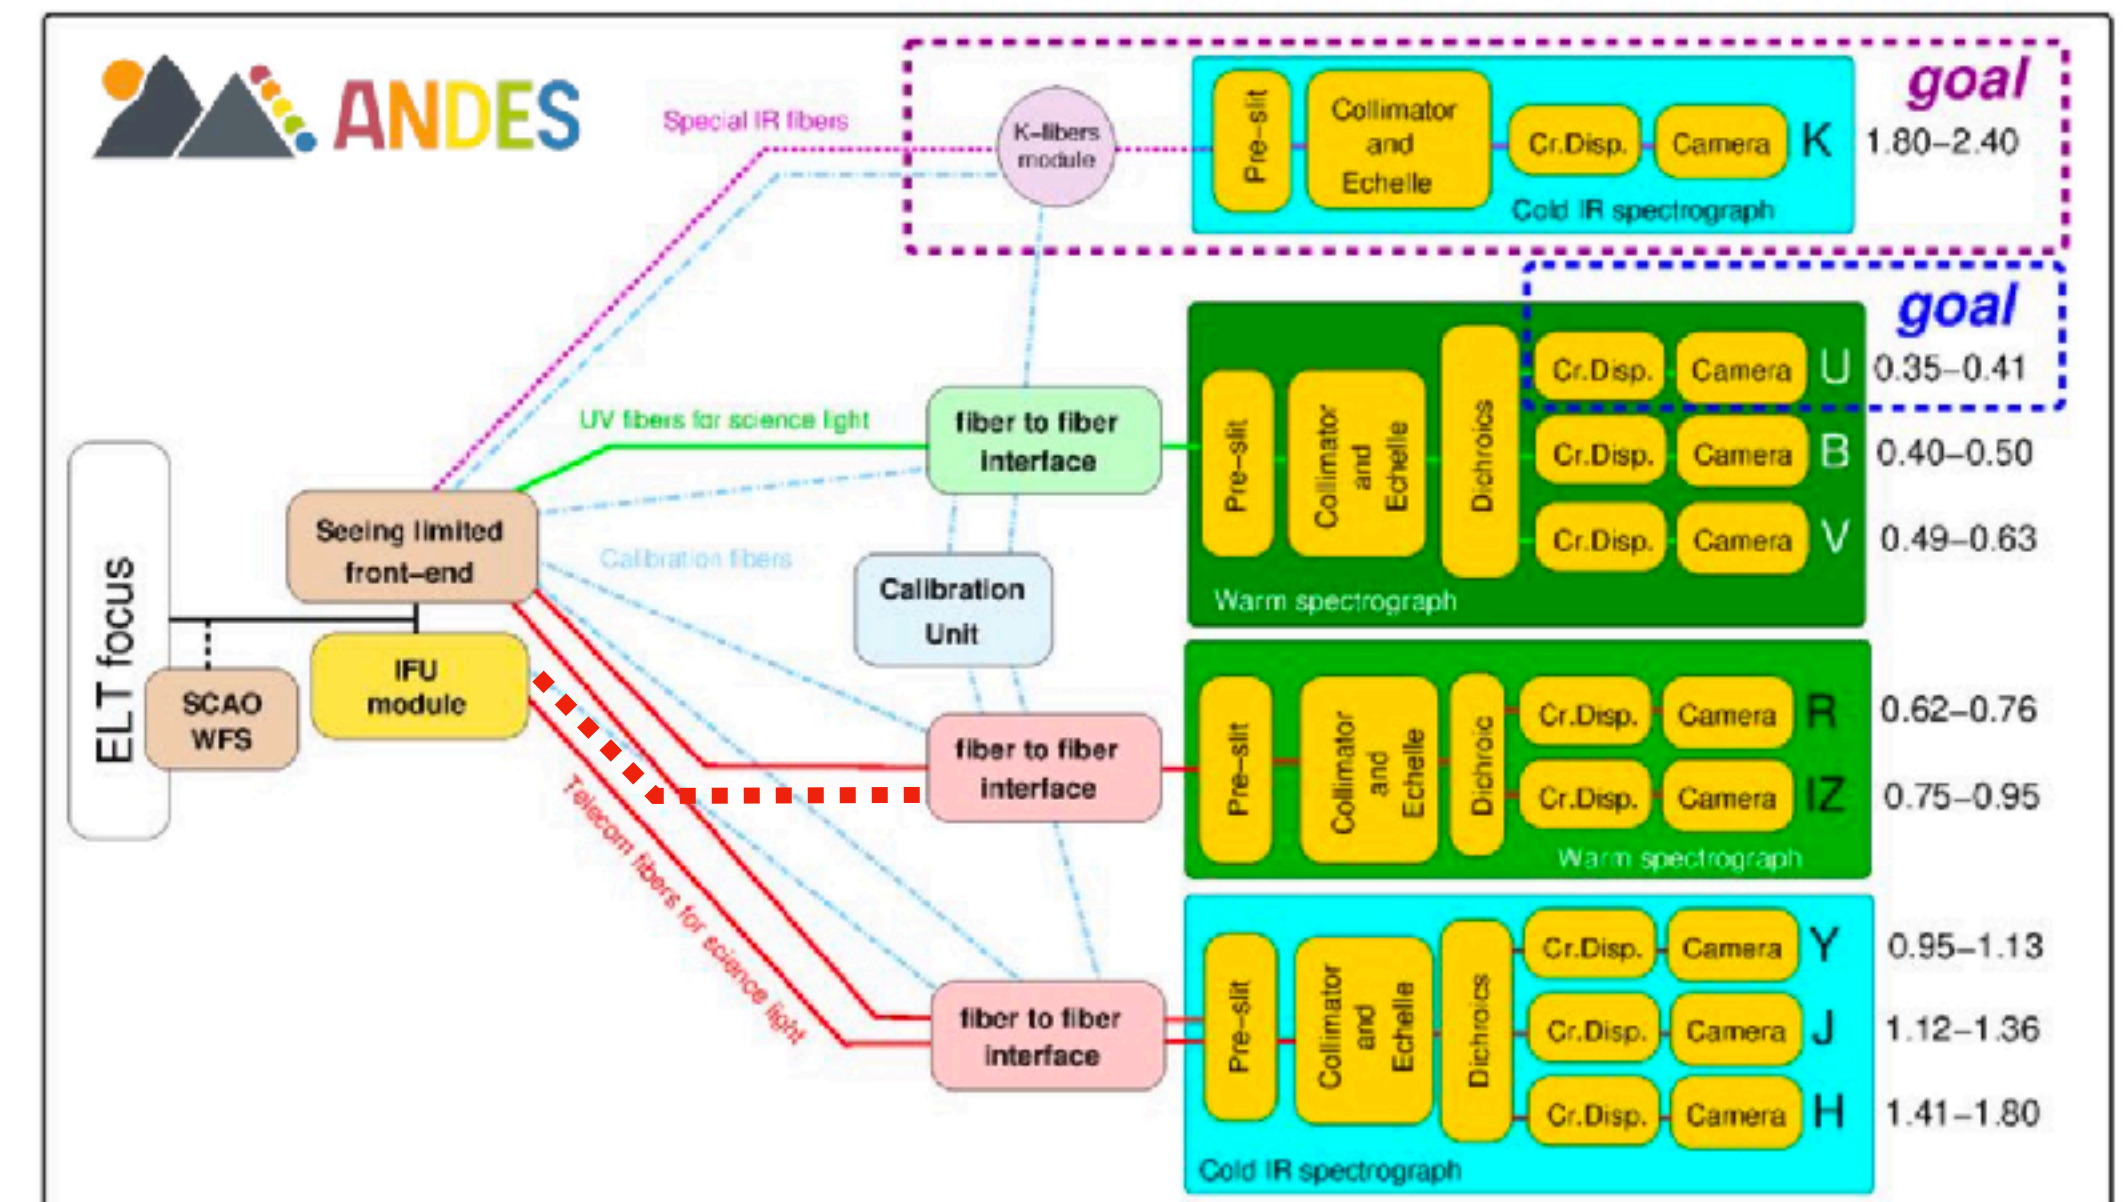 ANDES
goal
Special IR fibers
K-fibers
module
Pre-slit
Collimator
and
Echelle
Cr.Disp.
Camera
K
1.80-2.40
Cold IR spectrograph
goal
UV fibers for science light
fiber to fiber
interface
Pre-slit
Collimator
and
Echelle
Dichroics
Cr.Disp.
Camera
U
0.35-0.41
Cr.Disp.
Camera
B
0.40-0.50
Cr.Disp.
Camera
V
0.49-0.63
Warm spectrograph
ELT focus
Seeing limited
front-end
SCAO
WFS
IFU
module
Calibration fibers
Calibration
Unit
Telecom fibers for science light
fiber to fiber
interface
Pre-slit
Collimator
and
Echelle
Dichroic
Cr.Disp.
Camera
R
0.62-0.76
Cr.Disp.
Camera
IZ
0.75-0.95
Warm spectrograph
fiber to fiber
interface
Pre-slit
Collimator
and
Echelle
Dichroics
Cr.Disp.
Camera
Y
0.95-1.13
Cr.Disp.
Camera
J
1.12-1.36
Cr.Disp.
Camera
H
1.41-1.80
Cold IR spectrograph